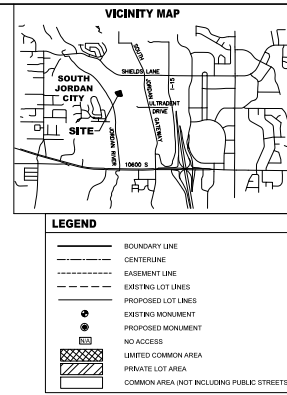 VICINITY MAP
SOUTH
JORDAN
CITY
SITE
SHIELDS LANE
SOUTH
JORDAN
GATEWAY
I-15
ULTRADENT
DRIVE
JORDAN RIVER
10600 S
LEGEND
BOUNDARY LINE
CENTERLINE
EASEMENT LINE
EXISTING LOT LINES
PROPOSED LOT LINES
EXISTING MONUMENT
PROPOSED MONUMENT
N/A NO ACCESS
LIMITED COMMON AREA
PRIVATE LOT AREA
COMMON AREA (NOT INCLUDING PUBLIC STREETS